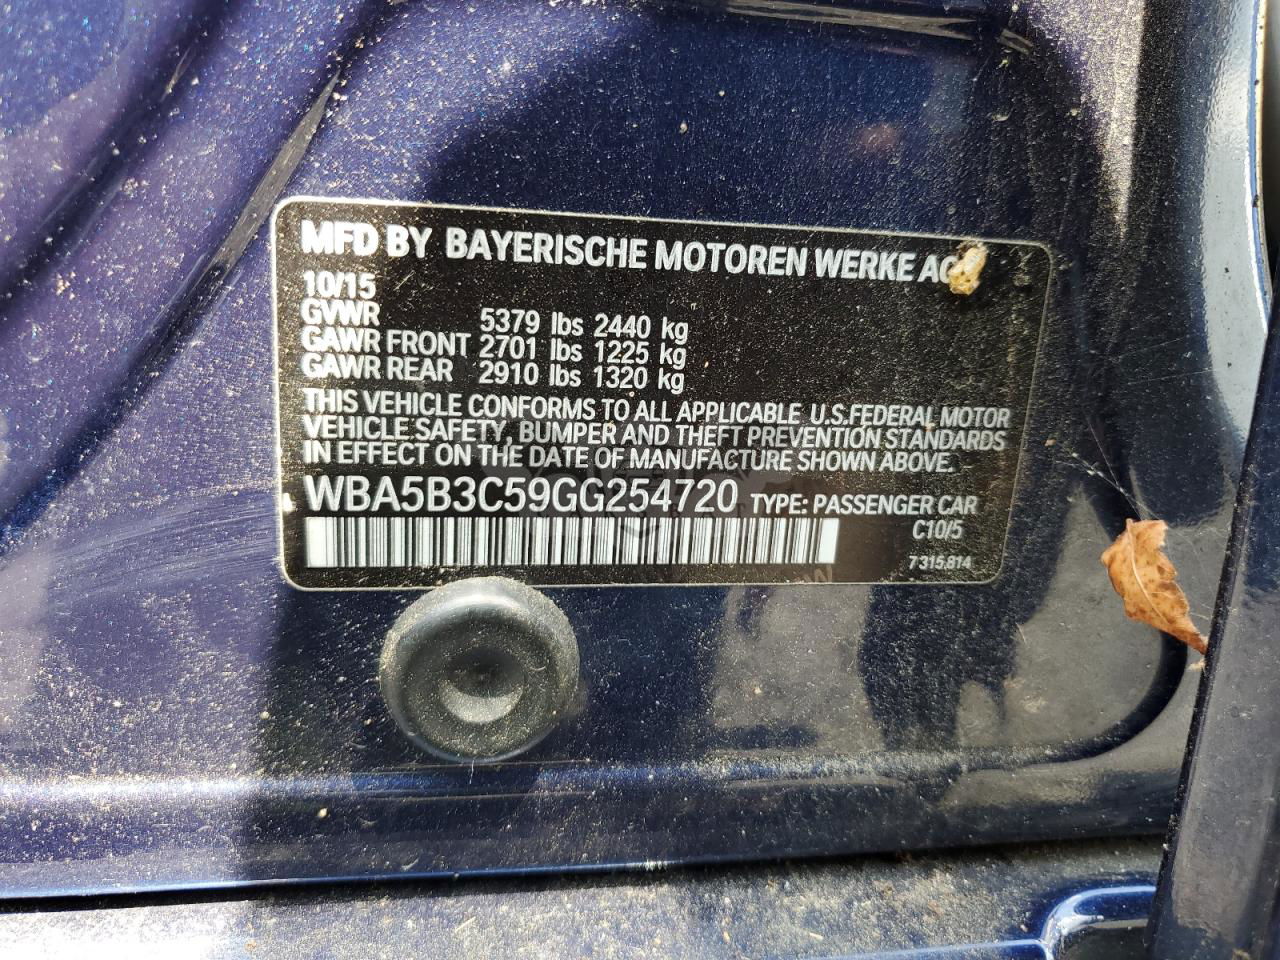 MFD BY BAYERISCHE MOTOREN WERKE AG
10/15
GVWR 5379 lbs 2440 kg
GAWR FRONT 2701 lbs 1225 kg
GAWR REAR 2910 lbs 1320 kg
THIS VEHICLE CONFORMS TO ALL APPLICABLE U.S.FEDERAL MOTOR
VEHICLE SAFETY, BUMPER AND THEFT PREVENTION STANDARDS
IN EFFECT ON THE DATE OF MANUFACTURE SHOWN ABOVE.
WBA5B3C59GG254720 TYPE: PASSENGER CAR
C10/5
7 315 814